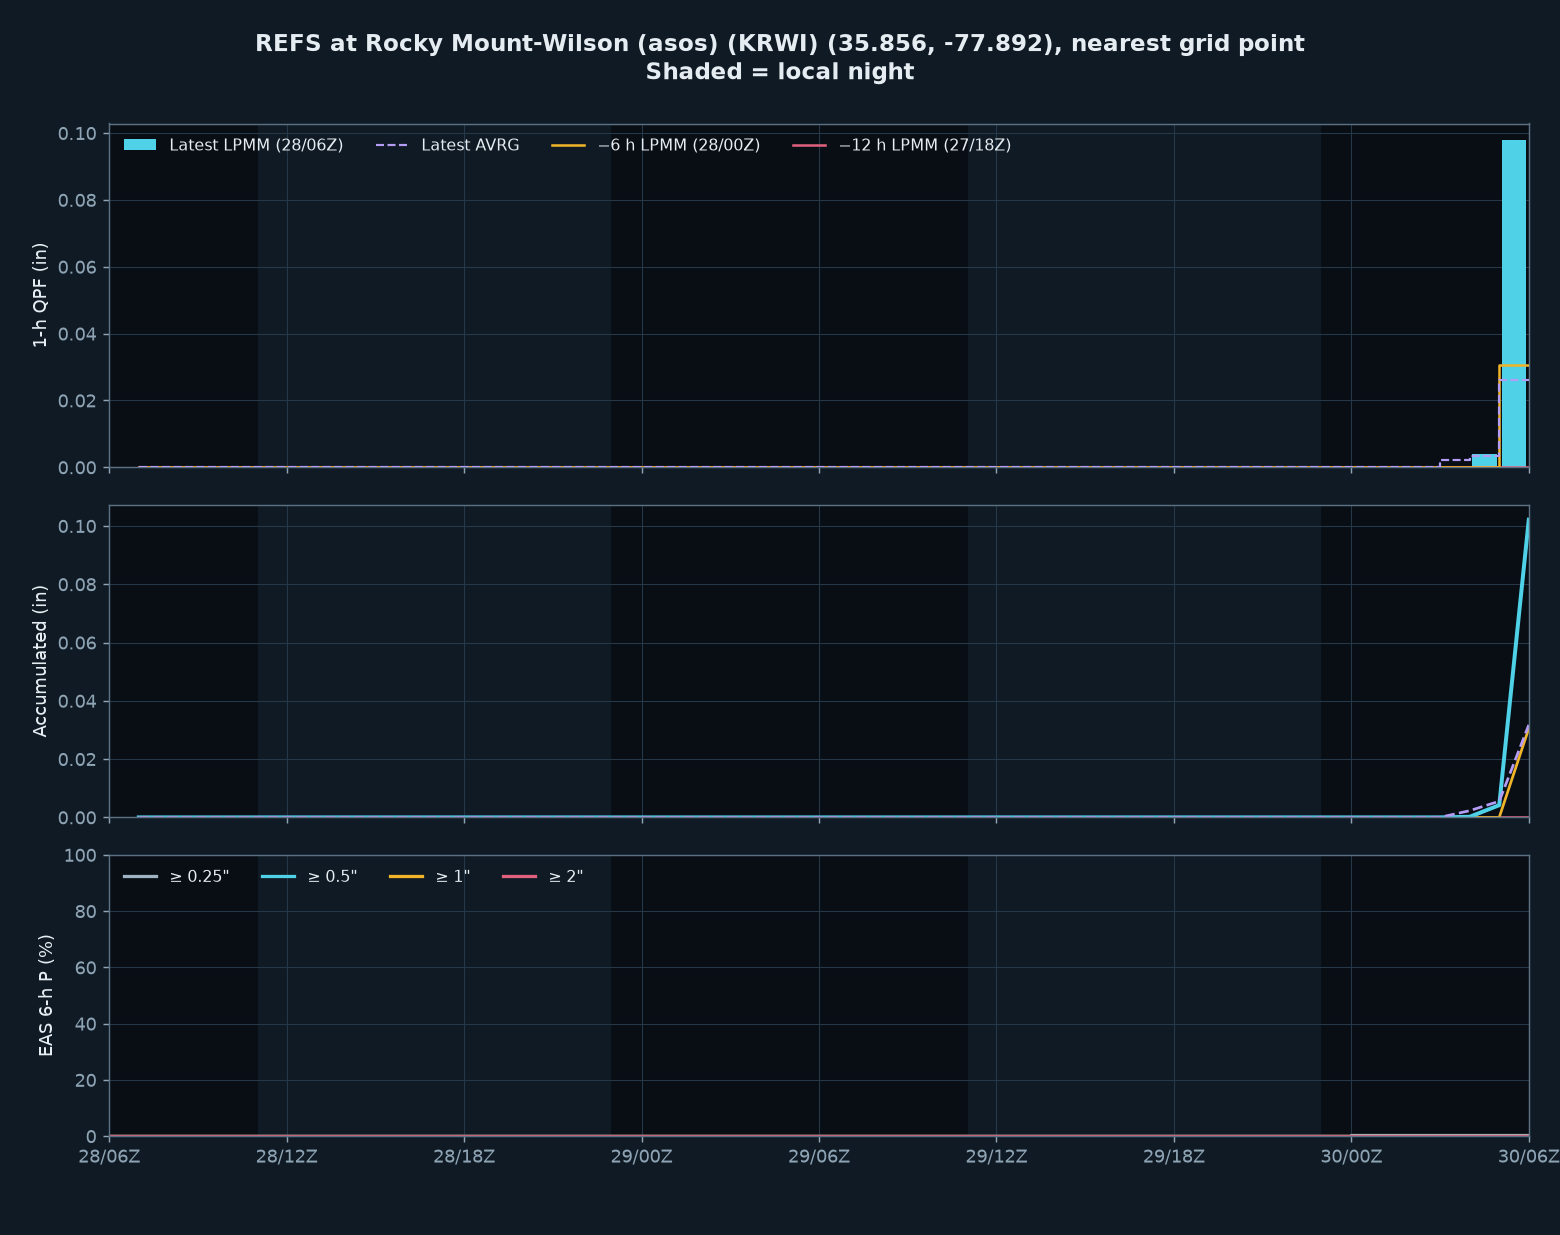 REFS at Rocky Mount-Wilson (asos) (KRWI) (35.856, -77.892), nearest grid point
Shaded = local night
Latest LPMM (28/06Z) Latest AVRG −6 h LPMM (28/00Z) −12 h LPMM (27/18Z)
1-h QPF (in)
0.10
0.08
0.06
0.04
0.02
0.00
Accumulated (in)
0.10
0.08
0.06
0.04
0.02
0.00
≥ 0.25" ≥ 0.5" ≥ 1" ≥ 2"
EAS 6-h P (%)
100
80
60
40
20
0
28/06Z 28/12Z 28/18Z 29/00Z 29/06Z 29/12Z 29/18Z 30/00Z 30/06Z